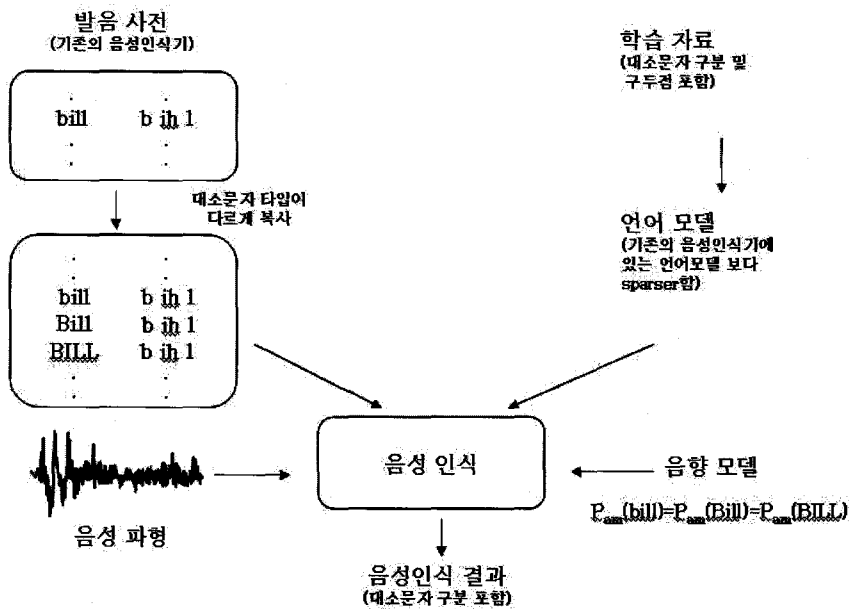 발음 사전
(기존의 음성인식기)
bill b ih l
대소문자 타입이
다르게 복사
bill b ih l
Bill b ih l
BILL b ih l
학습 자료
(대소문자 구분 및
구두점 포함)
언어 모델
(기존의 음성인식기에
있는 언어모델 보다
sparser함)
음성 파형
음성 인식
음향 모델
P_am(bill)=P_am(Bill)=P_am(BILL)
음성인식 결과
(대소문자 구분 포함)